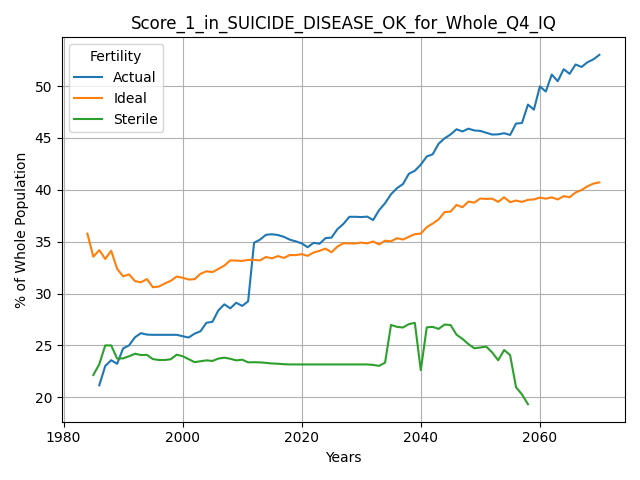 Score_1_in_SUICIDE_DISEASE_OK_for_Whole_Q4_IQ
Fertility
Actual
Ideal
Sterile
% of Whole Population
50
45
40
35
30
25
20
1980
2000
2020
2040
2060
Years